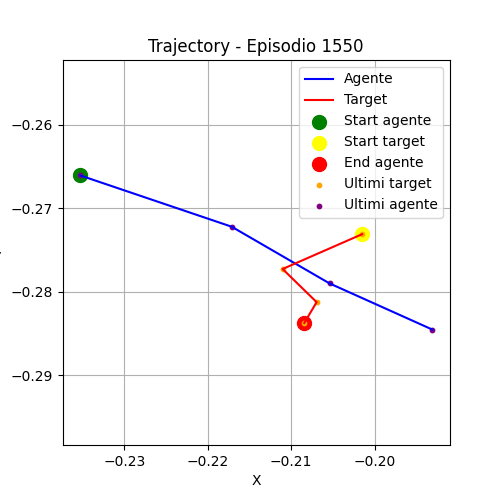 Trajectory - Episodio 1550
Agente
Target
Start agente
Start target
End agente
Ultimi target
Ultimi agente
−0.26
−0.27
−0.28
−0.29
−0.23
−0.22
−0.21
−0.20
X